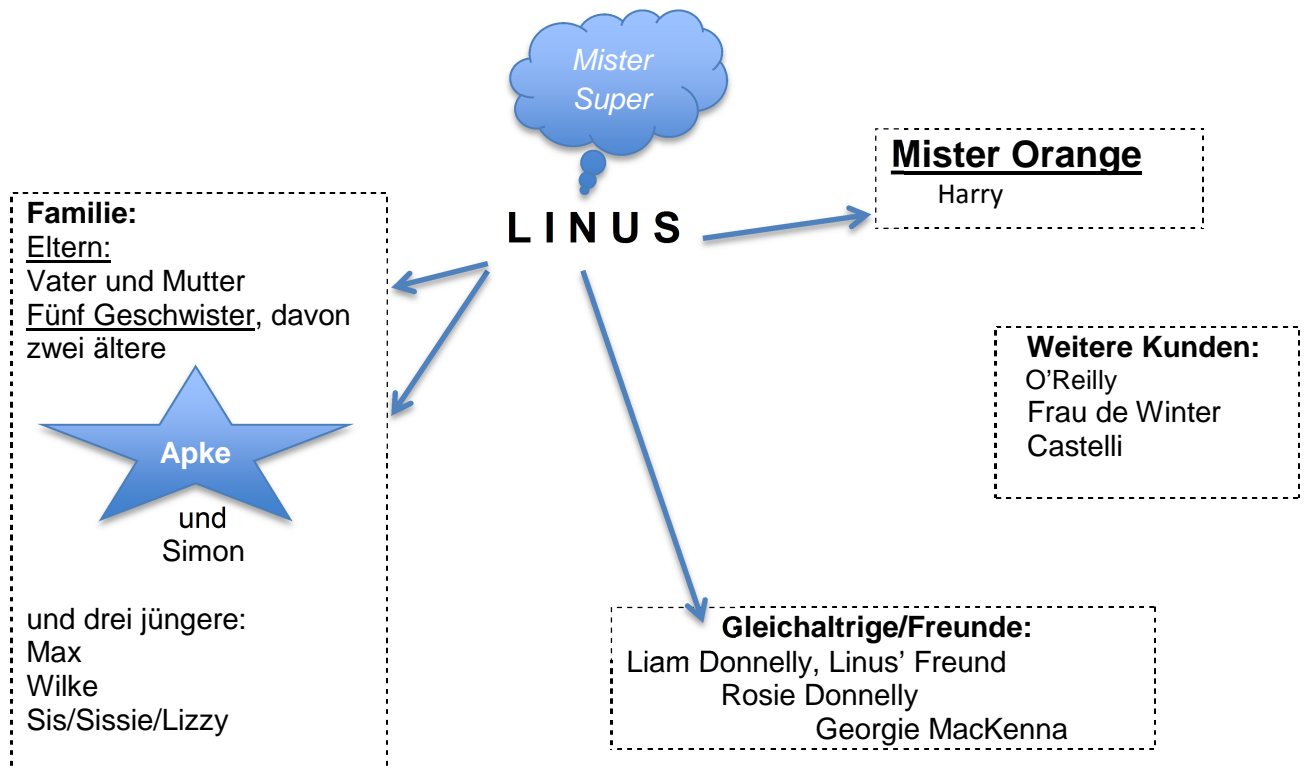 Mister
Super
L I N U S
Mister Orange
Harry
Familie:
Eltern:
Vater und Mutter
Fünf Geschwister, davon
zwei ältere
Apke
und
Simon
und drei jüngere:
Max
Wilke
Sis/Sissie/Lizzy
Weitere Kunden:
O’Reilly
Frau de Winter
Castelli
Gleichaltrige/Freunde:
Liam Donnelly, Linus’ Freund
Rosie Donnelly
Georgie MacKenna